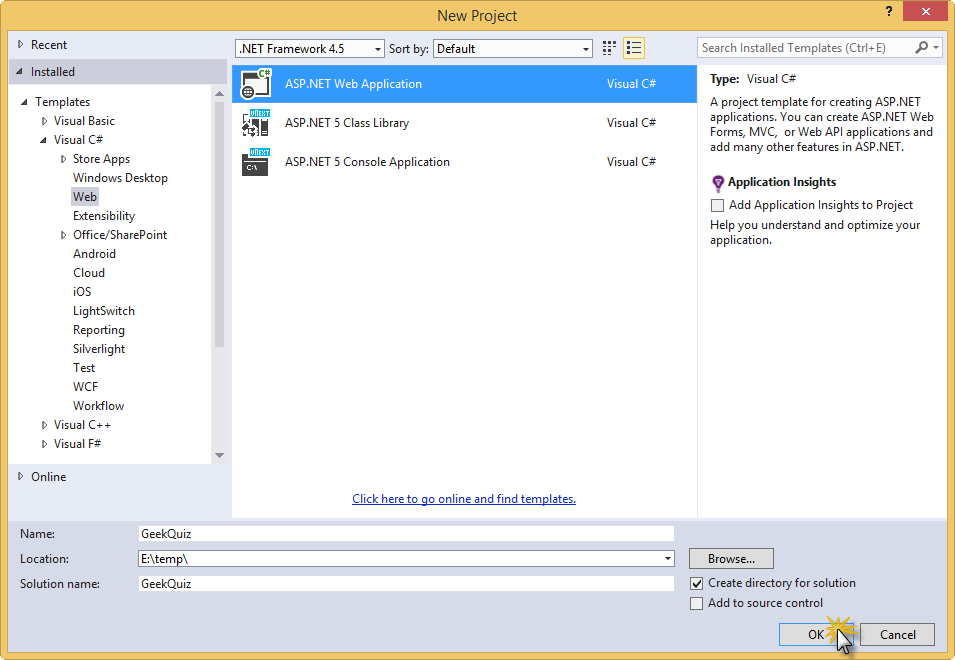 New Project
?
Recent
Installed
Templates
Visual Basic
Visual C#
Store Apps
Windows Desktop
Web
Extensibility
Office/SharePoint
Android
Cloud
iOS
LightSwitch
Reporting
Silverlight
Test
WCF
Workflow
Visual C++
Visual F#
Online
.NET Framework 4.5
Sort by:
Default
Search Installed Templates (Ctrl+E)
C#
ASP.NET Web Application
Visual C#
VNEXT
ASP.NET 5 Class Library
Visual C#
VNEXT
C:\
ASP.NET 5 Console Application
Visual C#
Click here to go online and find templates.
Type: Visual C#
A project template for creating ASP.NET
applications. You can create ASP.NET Web
Forms, MVC, or Web API applications and
add many other features in ASP.NET.
Application Insights
Add Application Insights to Project
Help you understand and optimize your
application.
Name:
GeekQuiz
Location:
E:\temp\
Browse...
Solution name:
GeekQuiz
Create directory for solution
Add to source control
OK
Cancel